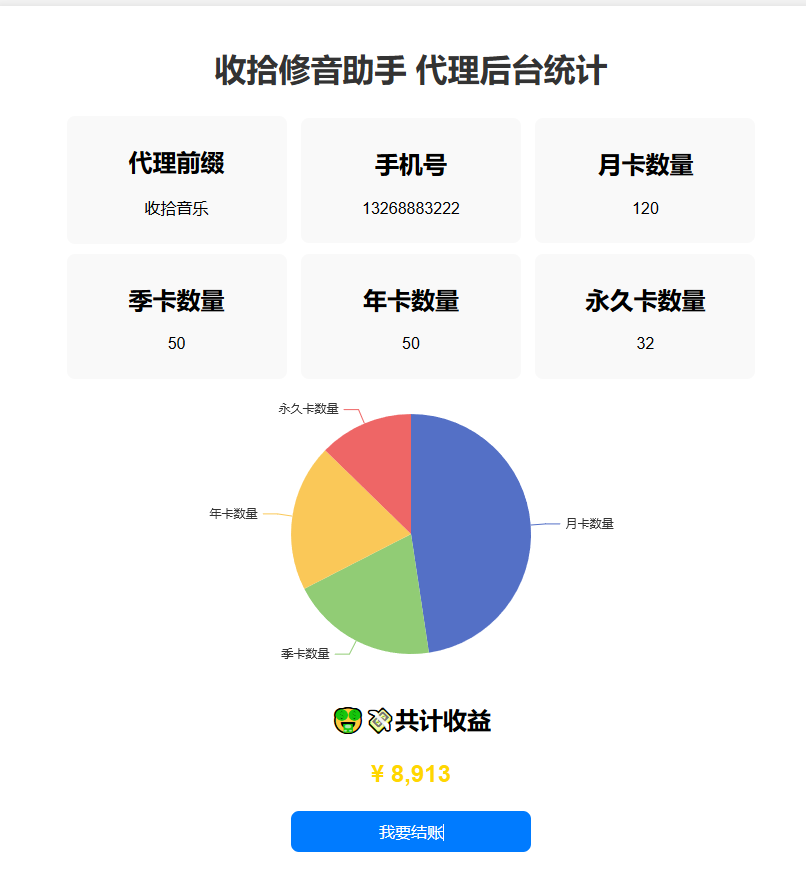 收拾修音助手 代理后台统计
代理前缀
收拾音乐
手机号
13268883222
月卡数量
120
季卡数量
50
年卡数量
50
永久卡数量
32
永久卡数量
年卡数量
月卡数量
季卡数量
🤑💸共计收益
¥ 8,913
我要结账